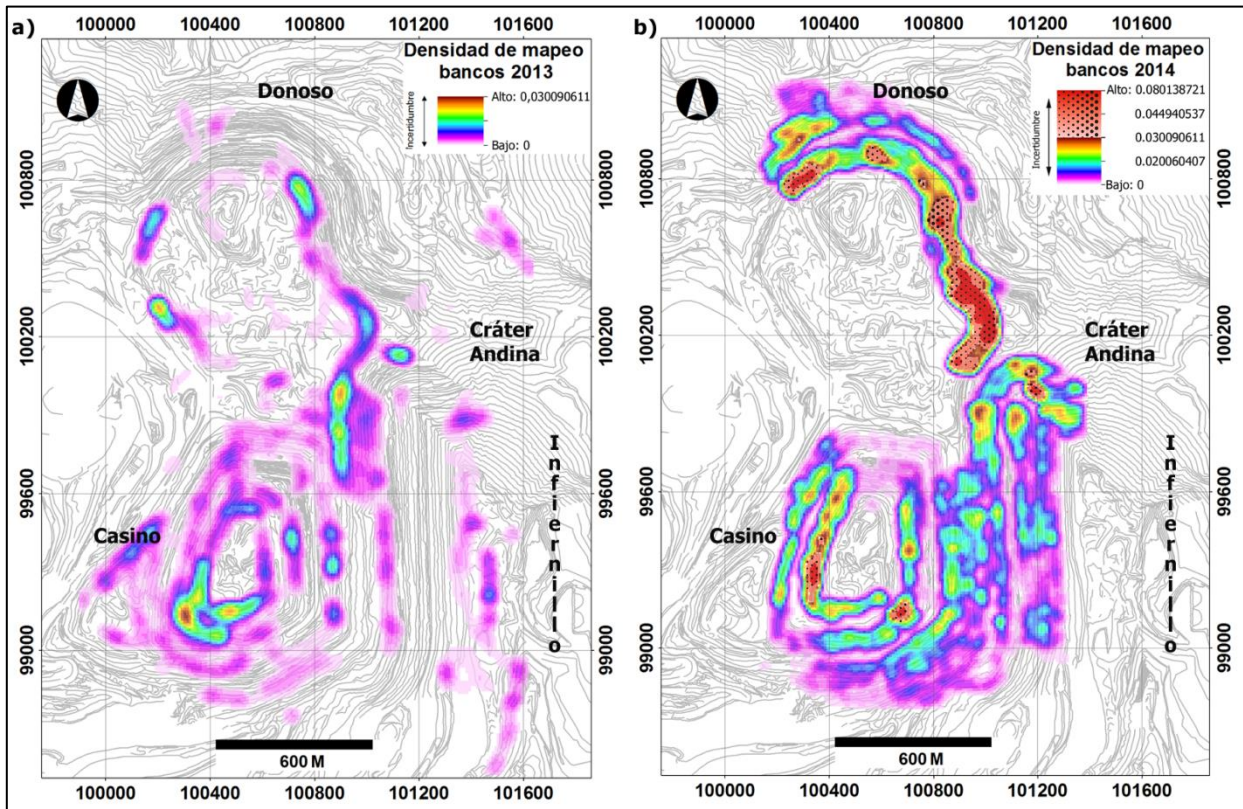 a)
100000 100400 100800 101200 101600
Densidad de mapeo
bancos 2013
Alto: 0,030090611
Incertidumbre
Bajo: 0
Donoso
Cráter
Andina
Casino
Infiernillo
100800
100200
99600
99000
100800
100200
99600
99000
600 M
100000 100400 100800 101200 101600
b)
100000 100400 100800 101200 101600
Densidad de mapeo
bancos 2014
Alto: 0.080138721
0.044940537
0.030090611
0.020060407
Incertidumbre
Bajo: 0
Donoso
Cráter
Andina
Casino
Infiernillo
100800
100200
99600
99000
100800
100200
99600
99000
600 M
100000 100400 100800 101200 101600